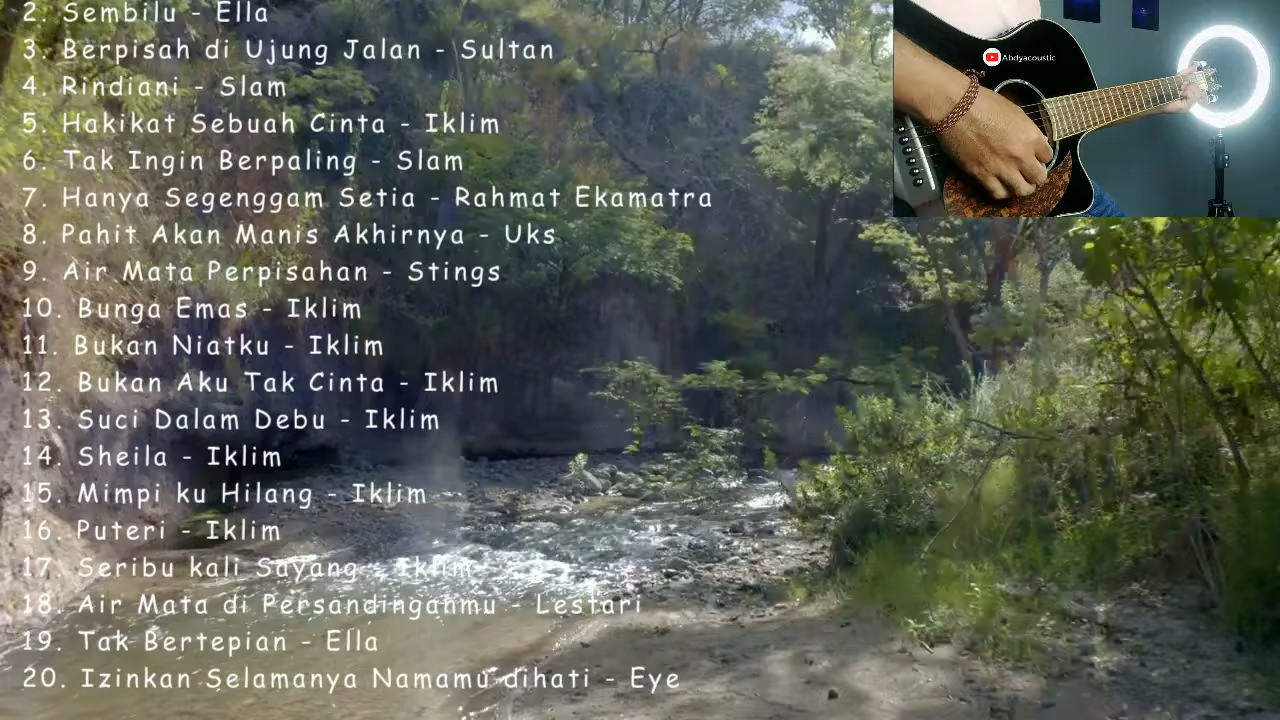 2. Sembilu - Ella
3. Berpisah di Ujung Jalan - Sultan
4. Rindiani - Slam
5. Hakikat Sebuah Cinta - Iklim
6. Tak Ingin Berpaling - Slam
7. Hanya Segenggam Setia - Rahmat Ekamatra
8. Pahit Akan Manis Akhirnya - Uks
9. Air Mata Perpisahan - Stings
10. Bunga Emas - Iklim
11. Bukan Niatku - Iklim
12. Bukan Aku Tak Cinta - Iklim
13. Suci Dalam Debu - Iklim
14. Sheila - Iklim
15. Mimpi ku Hilang - Iklim
16. Puteri - Iklim
17. Seribu kali Sayang - Iklim
18. Air Mata di Persandinganmu - Lestari
19. Tak Bertepian - Ella
20. Izinkan Selamanya Namamu dihati - Eye
Abdyacoustic